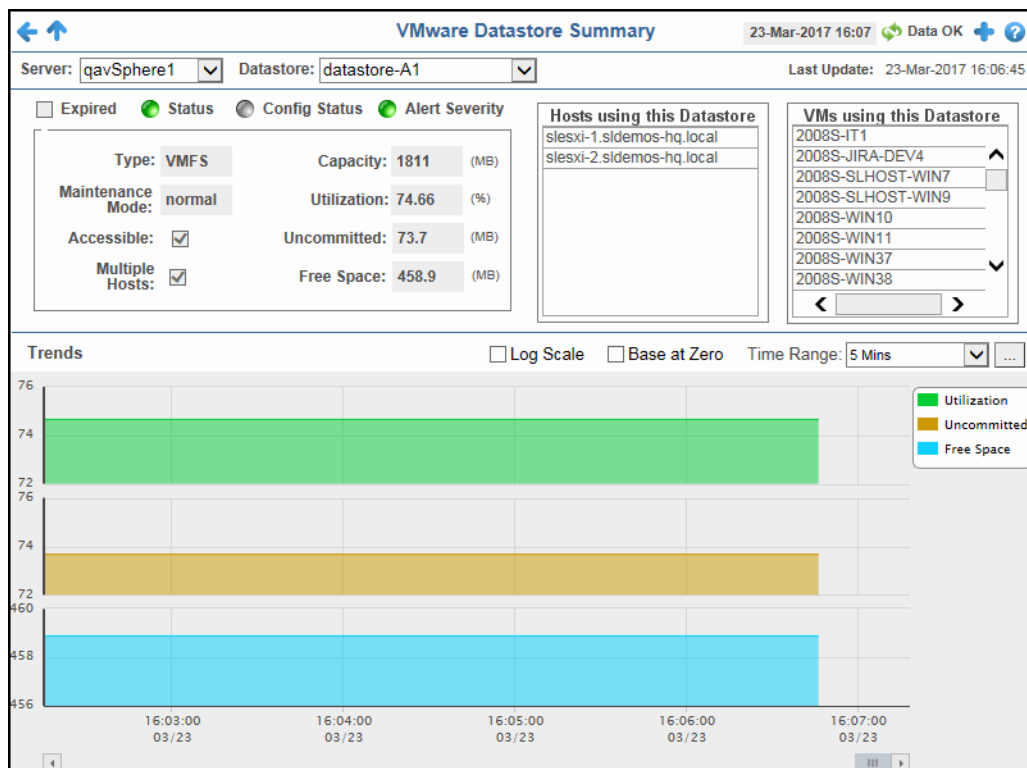 VMware Datastore Summary 23-Mar-2017 16:07 Data OK
Server: qavSphere1 Datastore: datastore-A1 Last Update: 23-Mar-2017 16:06:45
Expired Status Config Status Alert Severity
Type: VMFS Capacity: 1811 (MB)
Maintenance Mode: normal Utilization: 74.66 (%)
Accessible: Uncommitted: 73.7 (MB)
Multiple Hosts: Free Space: 458.9 (MB)
Hosts using this Datastore
slesxi-1.sldemos-hq.local
slesxi-2.sldemos-hq.local
VMs using this Datastore
2008S-IT1
2008S-JIRA-DEV4
2008S-SLHOST-WIN7
2008S-SLHOST-WIN9
2008S-WIN10
2008S-WIN11
2008S-WIN37
2008S-WIN38
Trends Log Scale Base at Zero Time Range: 5 Mins ...
76
74
72
76
74
72
460
458
456
Utilization
Uncommitted
Free Space
16:03:00 16:04:00 16:05:00 16:06:00 16:07:00
03/23 03/23 03/23 03/23 03/23